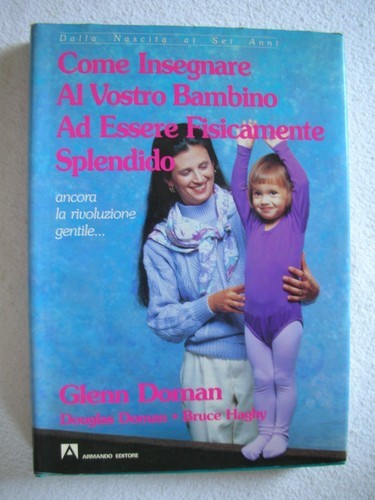 Dalla Nascita ai Sei Anni
Come Insegnare
Al Vostro Bambino
Ad Essere Fisicamente
Splendido
ancora
la rivoluzione
gentile...
Glenn Doman
Douglas Doman • Bruce Hagby
ARMANDO EDITORE